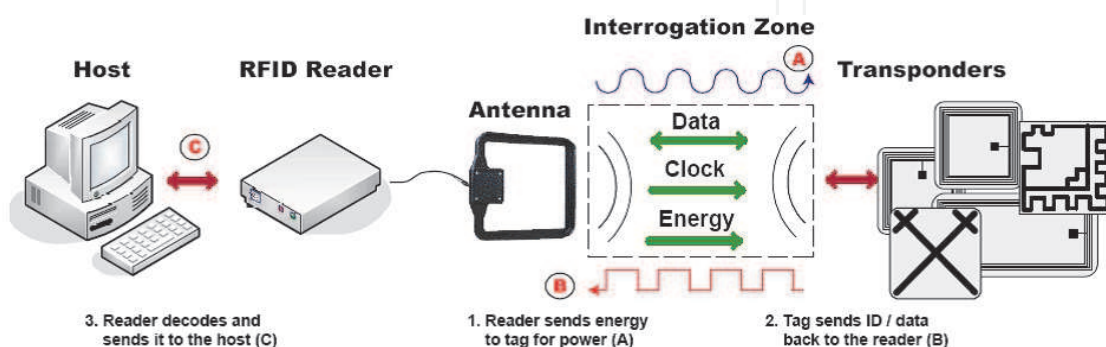 Interrogation Zone
Host
RFID Reader
A
Transponders
Antenna
Data
C
Clock
Energy
B
3. Reader decodes and
sends it to the host (C)
1. Reader sends energy
to tag for power (A)
2. Tag sends ID / data
back to the reader (B)